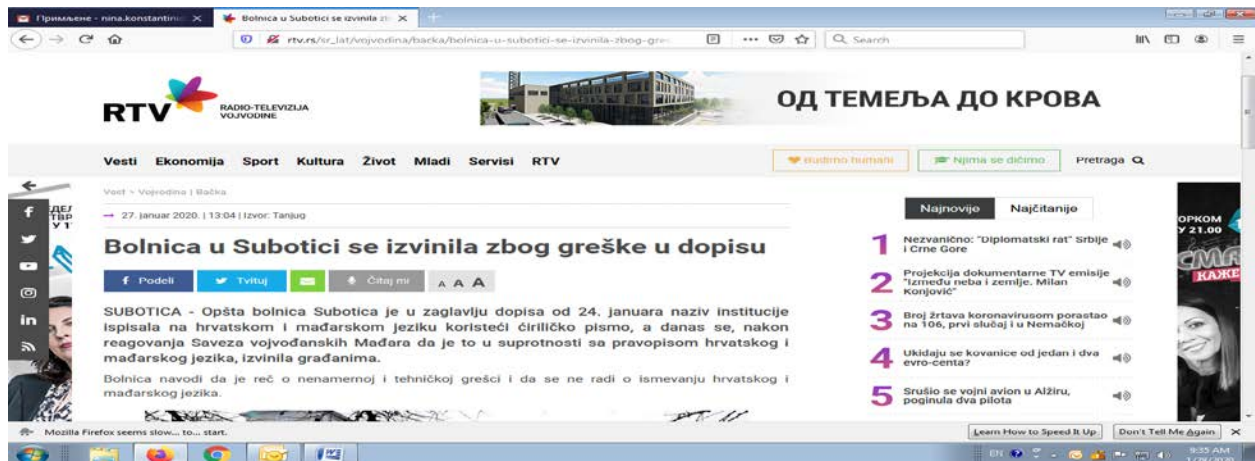 Примљене - nina.konstantin
Bolnica u Subotici se izvinila zb
rtv.rs/sr_lat/vojvodina/backa/bolnica-u-subotici-se-izvinila-zbog-gre
Search
RTV
RADIO-TELEVIZIJA
VOJVODINE
ОД ТЕМЕЉА ДО КРОВА
Vesti Ekonomija Sport Kultura Život Mladi Servisi RTV
Budimo humani
Njima se dičimo
Pretraga
Vesti > Vojvodina | Bačka
27. januar 2020. | 13:04 | Izvor: Tanjug
Bolnica u Subotici se izvinila zbog greške u dopisu
Podeli
Tvituj
Čitaj mi
A A A
SUBOTICA - Opšta bolnica Subotica je u zaglavlju dopisa od 24. januara naziv institucije
ispisala na hrvatskom i mađarskom jeziku koristeći ćiriličko pismo, a danas se, nakon
reagovanja Saveza vojvođanskih Mađara da je to u suprotnosti sa pravopisom hrvatskog i
mađarskog jezika, izvinila građanima.
Bolnica navodi da je reč o nenamernoj i tehničkoj grešci i da se ne radi o ismevanju hrvatskog i
mađarskog jezika.
Najnovije Najčitanije
1 Nezvanično: "Diplomatski rat" Srbije
i Crne Gore
2 Projekcija dokumentarne TV emisije
"Između neba i zemlje. Milan
Konjović"
3 Broj žrtava koronavirusom porastao
na 106, prvi slučaj i u Nemačkoj
4 Ukidaju se kovanice od jedan i dva
evro-centa?
5 Srušio se vojni avion u Alžiru,
poginula dva pilota
ОРКОМ
У 21.00
КАЖЕ
Mozilla Firefox seems slow... to... start.
Learn How to Speed It Up
Don't Tell Me Again
EN
9:35 AM
1/28/2020